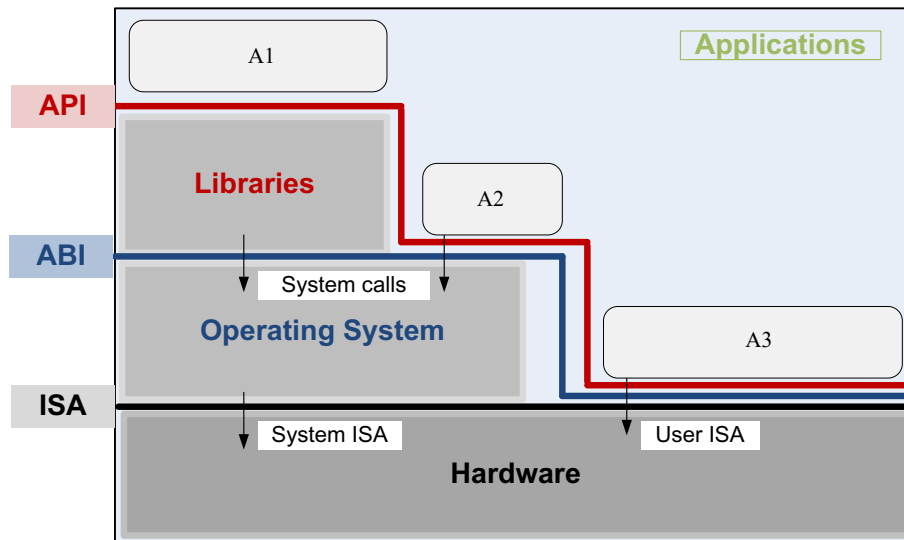 A1
Applications
API
Libraries
A2
ABI
System calls
Operating System
A3
ISA
System ISA
User ISA
Hardware